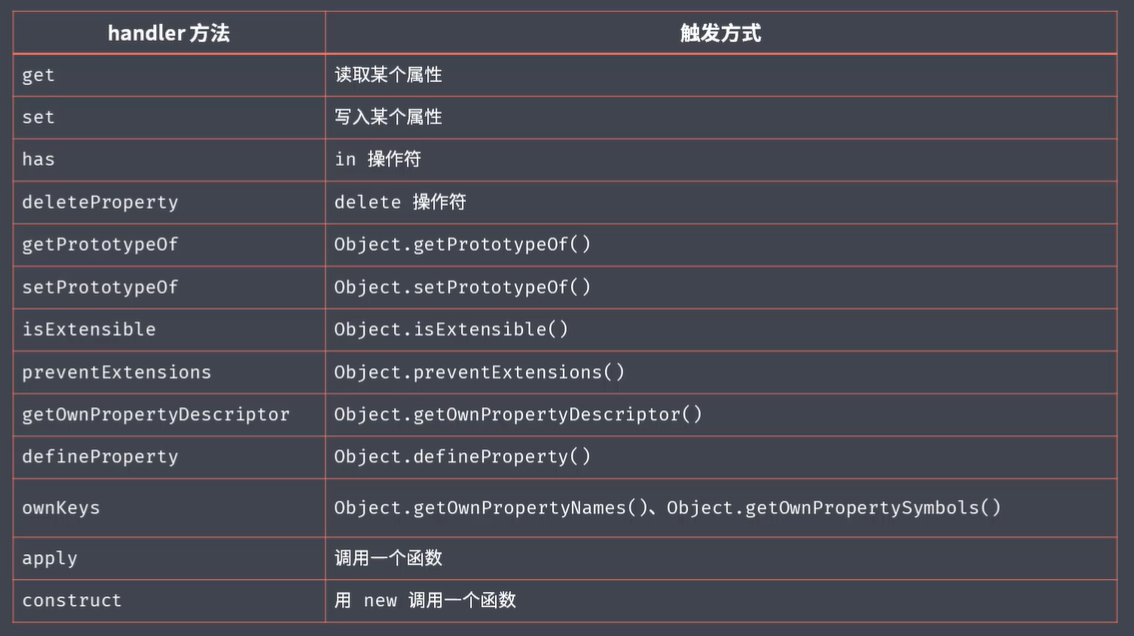 handler 方法 触发方式
get 读取某个属性
set 写入某个属性
has in 操作符
deleteProperty delete 操作符
getPrototypeOf Object.getPrototypeOf()
setPrototypeOf Object.setPrototypeOf()
isExtensible Object.isExtensible()
preventExtensions Object.preventExtensions()
getOwnPropertyDescriptor Object.getOwnPropertyDescriptor()
defineProperty Object.defineProperty()
ownKeys Object.getOwnPropertyNames()、Object.getOwnPropertySymbols()
apply 调用一个函数
construct 用 new 调用一个函数